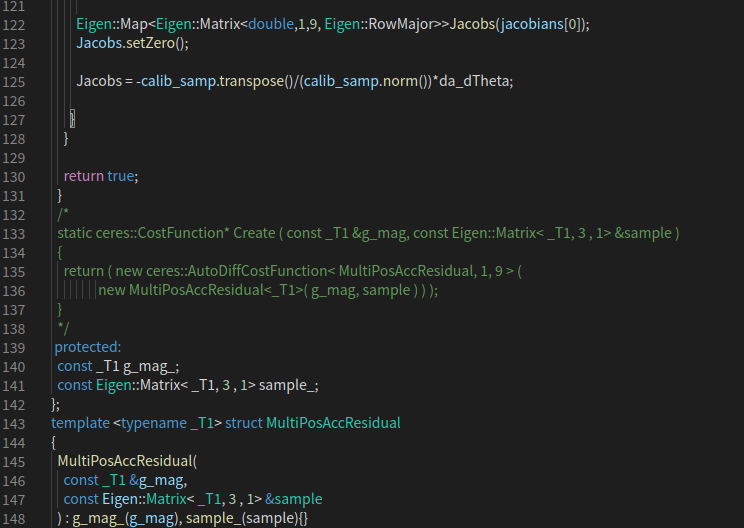 121
122 Eigen::Map<Eigen::Matrix<double,1,9, Eigen::RowMajor>>Jacobs(jacobians[0]);
123 Jacobs.setZero();
124
125 Jacobs = -calib_samp.transpose()/(calib_samp.norm())*da_dTheta;
126
127 }
128 }
129
130 return true;
131 }
132 /*
133 static ceres::CostFunction* Create ( const _T1 &g_mag, const Eigen::Matrix< _T1, 3 , 1> &sample )
134 {
135 return ( new ceres::AutoDiffCostFunction< MultiPosAccResidual, 1, 9 > (
136 new MultiPosAccResidual<_T1>( g_mag, sample ) ) );
137 }
138 */
139 protected:
140 const _T1 g_mag_;
141 const Eigen::Matrix< _T1, 3 , 1> sample_;
142 };
143 template <typename _T1> struct MultiPosAccResidual
144 {
145 MultiPosAccResidual(
146 const _T1 &g_mag,
147 const Eigen::Matrix< _T1, 3 , 1> &sample
148 ) : g_mag_(g_mag), sample_(sample){}